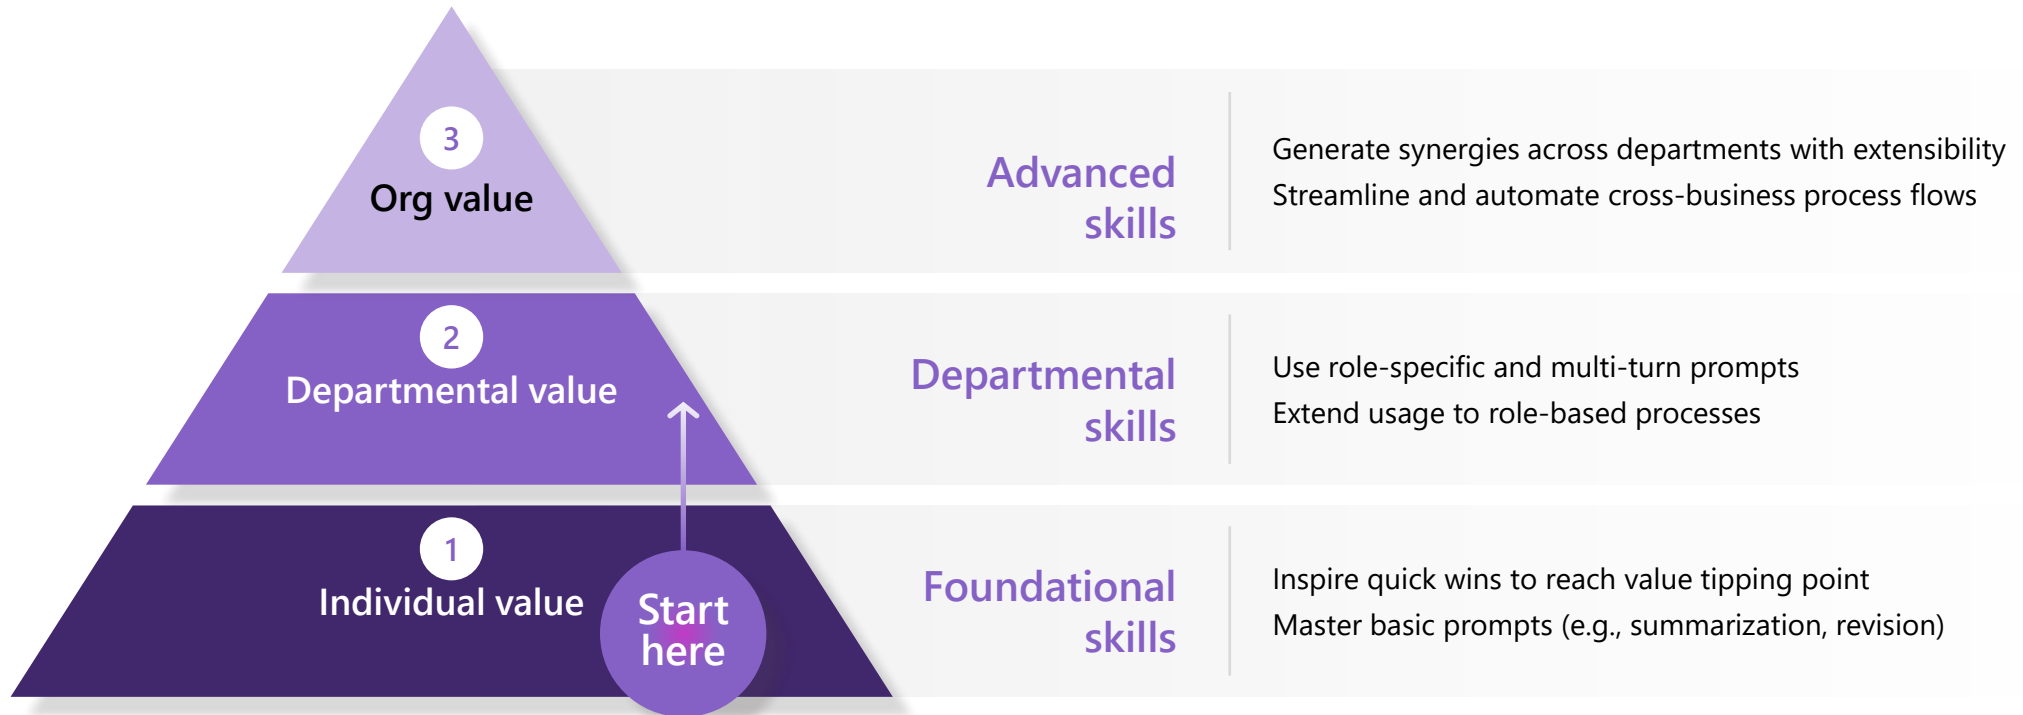 3
Org value
Advanced
skills
Generate synergies across departments with extensibility
Streamline and automate cross-business process flows
2
Departmental value
Departmental
skills
Use role-specific and multi-turn prompts
Extend usage to role-based processes
1
Individual value
Start
here
Foundational
skills
Inspire quick wins to reach value tipping point
Master basic prompts (e.g., summarization, revision)